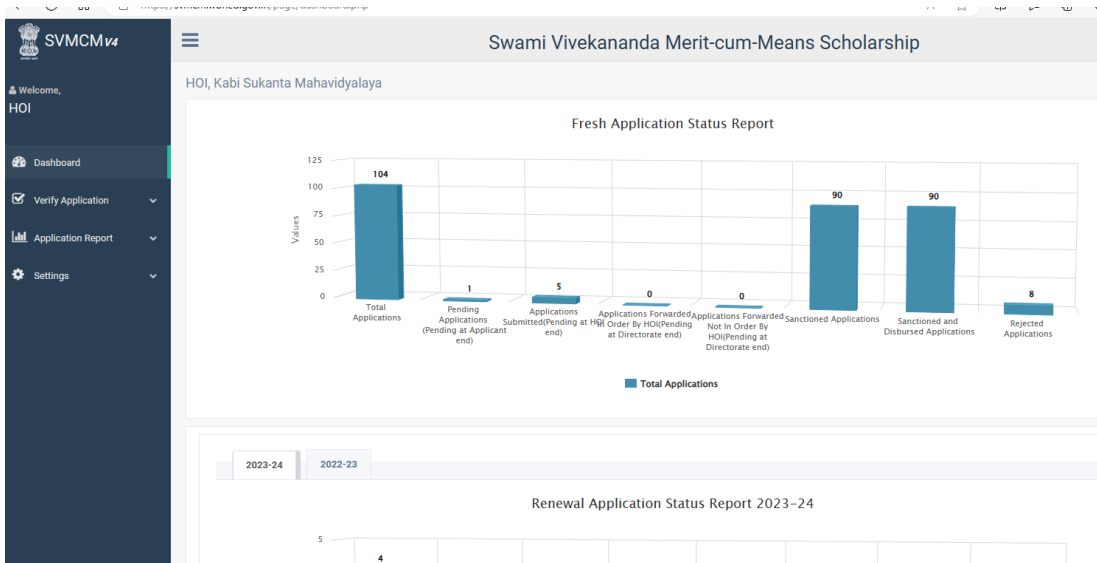 SVMCM V4
Swami Vivekananda Merit-cum-Means Scholarship
Welcome,
HOI
Dashboard
Verify Application
Application Report
Settings
HOI, Kabi Sukanta Mahavidyalaya
Fresh Application Status Report
Values
125
100
75
50
25
0
104
1
5
0
0
90
90
8
Total
Applications
Pending
Applications
(Pending at Applicant
end)
Applications
Submitted(Pending at HOI
end)
Applications Forwarded
In Order By HOI(Pending
at Directorate end)
Applications Forwarded
Not In Order By
HOI(Pending at
Directorate end)
Sanctioned Applications
Sanctioned and
Disbursed Applications
Rejected
Applications
Total Applications
2023-24
2022-23
Renewal Application Status Report 2023-24
5
4